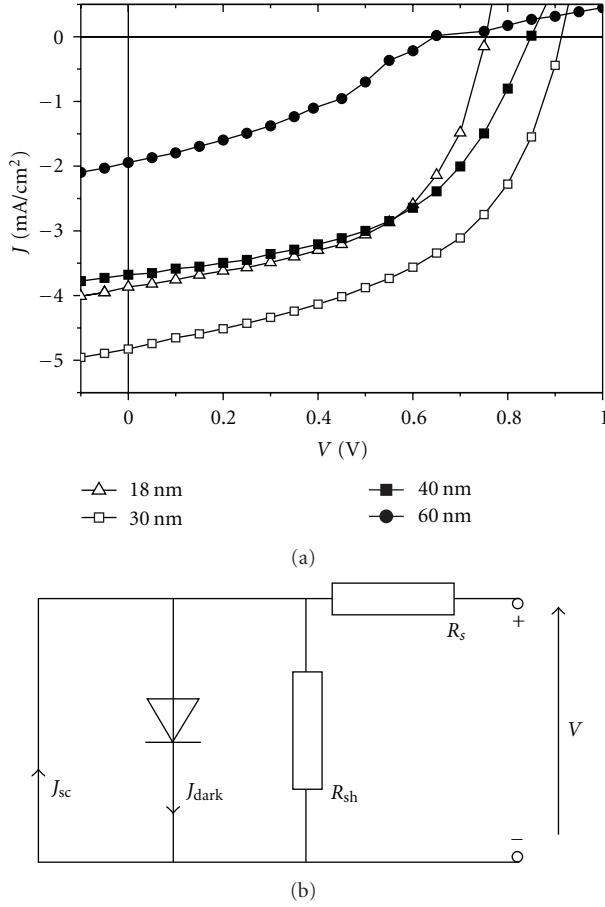 0
−1
−2
−3
−4
−5
J (mA/cm²)
0 0.2 0.4 0.6 0.8 1
V (V)
18 nm 40 nm
30 nm 60 nm
(a)
R_s
+
V
J_sc J_dark R_sh
−
(b)